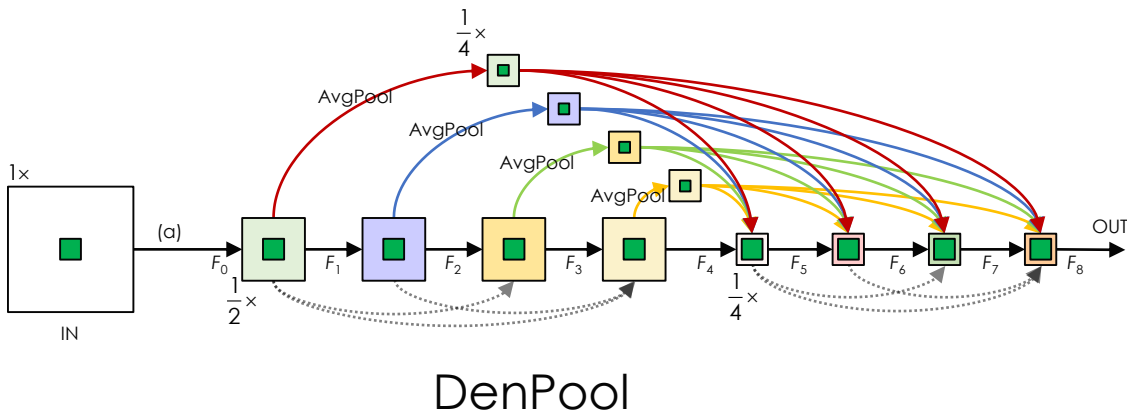 1/4×
AvgPool
AvgPool
AvgPool
AvgPool
1×
(a)
OUT
F₀
F₁
F₂
F₃
F₄
F₅
F₆
F₇
F₈
1/2×
1/4×
IN
DenPool